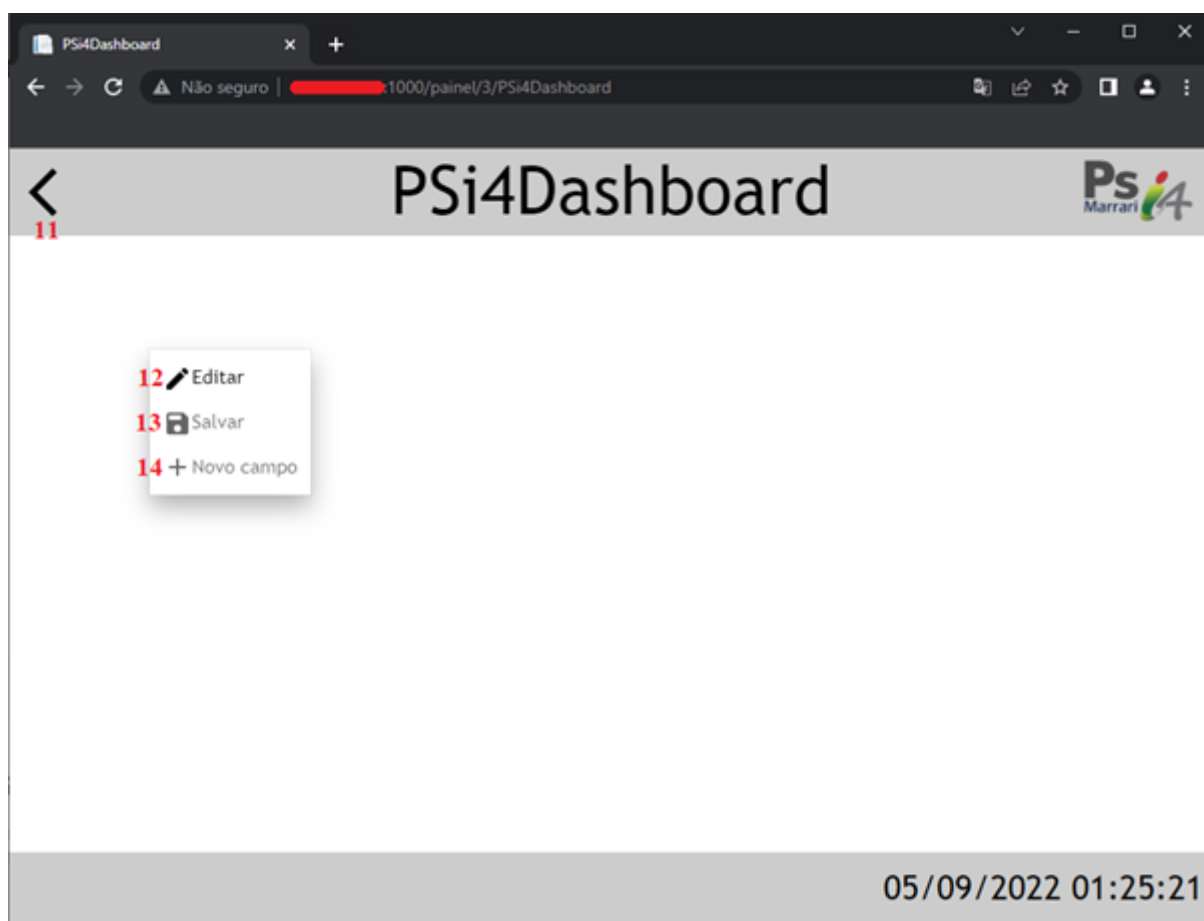 PSi4Dashboard
Não seguro | :1000/painel/3/PSi4Dashboard
PSi4Dashboard
Ps i4
Marrari
11
12 Editar
13 Salvar
14 + Novo campo
05/09/2022 01:25:21